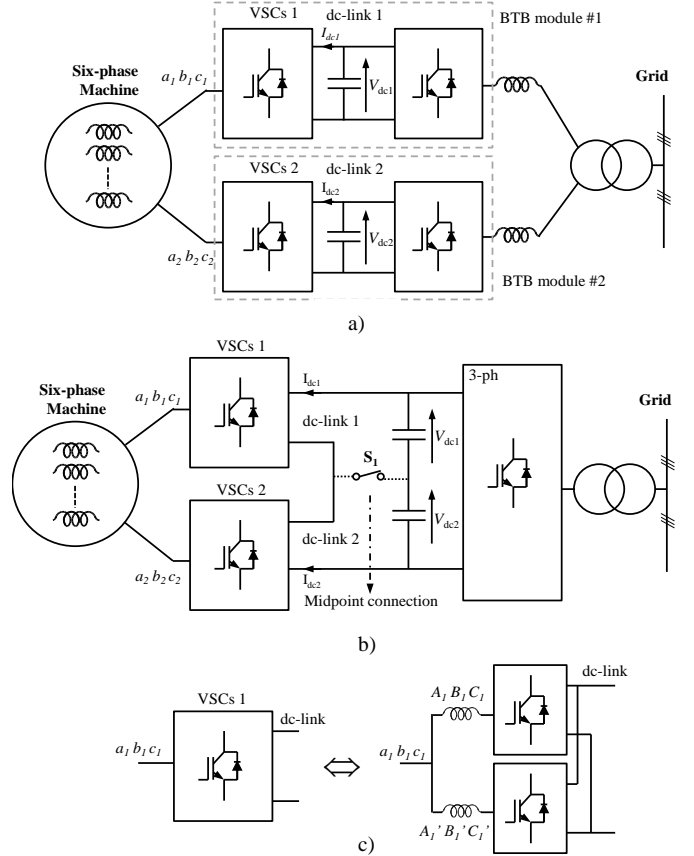 VSCs 1
dc-link 1
BTB module #1
I_dc1
Six-phase
Machine
a_1 b_1 c_1
V_dc1
Grid
VSCs 2
dc-link 2
I_dc2
V_dc2
a_2 b_2 c_2
BTB module #2
a)
VSCs 1
3-ph
I_dc1
Six-phase
Machine
a_1 b_1 c_1
Grid
dc-link 1
V_dc1
S_1
VSCs 2
dc-link 2
V_dc2
a_2 b_2 c_2
I_dc2
Midpoint connection
b)
VSCs 1
dc-link
a_1 b_1 c_1
A_1 B_1 C_1
dc-link
a_1 b_1 c_1
A_1' B_1' C_1'
c)